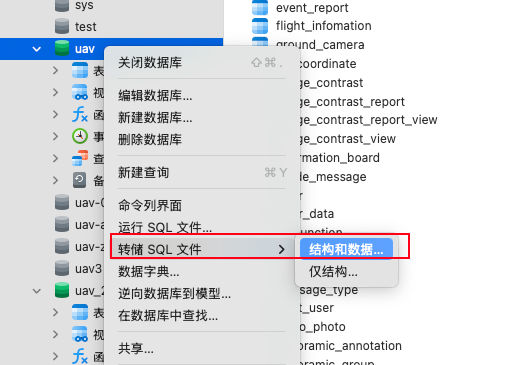 sys
test
uav
表
视
函
事
查
备
uav-
uav-a
uav-z
uav3
uav_2
表
视
函
关闭数据库 ⇧⌘.
编辑数据库...
新建数据库...
删除数据库
新建查询 ⌘Y
命令列界面
运行 SQL 文件...
转储 SQL 文件
数据字典...
逆向数据库到模型...
在数据库中查找...
共享...
结构和数据...
仅结构...
event_report
flight_infomation
ground_camera
coordinate
ge_contrast
ge_contrast_report
ge_contrast_report_view
ge_contrast_view
rmation_board
de_message
r
r_data
unction
sage_type
t_user
o_photo
oramic_annotation
oramic_group